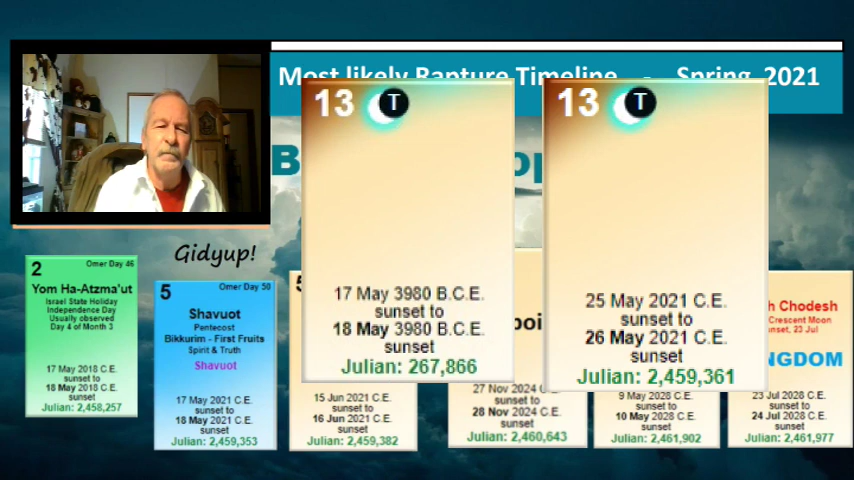 Most likely Rapture Timeline - Spring 2021
13 T
17 May 3980 B.C.E.
sunset to
18 May 3980 B.C.E.
sunset
Julian: 267,866
13 T
25 May 2021 C.E.
sunset to
26 May 2021 C.E.
sunset
Julian: 2,459,361
Gidyup!
2 Omer Day 46
Yom Ha-Atzma'ut
Israel State Holiday
Independence Day
Usually observed
Day 4 of Month 3
17 May 2018 C.E.
sunset to
18 May 2018 C.E.
sunset
Julian: 2,458,257
5 Omer Day 50
Shavuot
Pentecost
Bikkurim - First Fruits
Spirit & Truth
Shavuot
17 May 2021 C.E.
sunset to
18 May 2021 C.E.
sunset
Julian: 2,459,353
15 Jun 2021 C.E.
sunset to
16 Jun 2021 C.E.
sunset
Julian: 2,459,382
27 Nov 2024 C.E.
sunset to
28 Nov 2024 C.E.
sunset
Julian: 2,460,643
9 May 2028 C.E.
sunset to
10 May 2028 C.E.
sunset
Julian: 2,461,902
h Chodesh
Crescent Moon
unset, 23 Jul
NGDOM
23 Jul 2028 C.E.
sunset to
24 Jul 2028 C.E.
sunset
Julian: 2,461,977